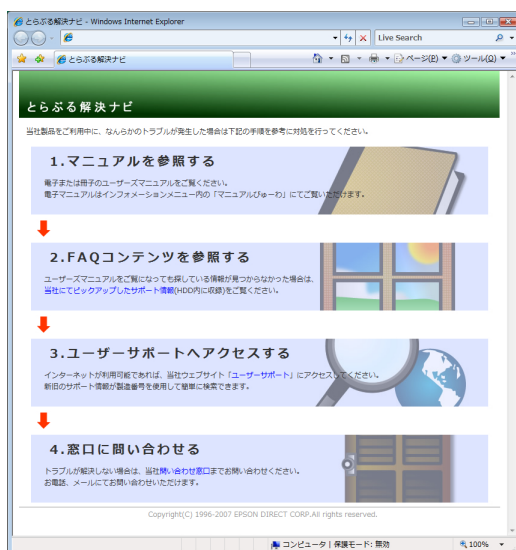 とらぶる解決ナビ - Windows Internet Explorer
Live Search
とらぶる解決ナビ
ページ(P) ツール(O)
とらぶる解決ナビ
当社製品をご利用中に、なんらかのトラブルが発生した場合は下記の手順を参考に対処を行ってください。
1.マニュアルを参照する
電子または冊子のユーザーズマニュアルをご覧ください。
電子マニュアルはインフォメーションメニュー内の「マニュアルびゅーわ」にてご覧いただけます。
2.FAQコンテンツを参照する
ユーザーズマニュアルをご覧になっても探している情報が見つからなかった場合は、
当社にてピックアップしたサポート情報(HDD内に収録)をご覧ください。
3.ユーザーサポートへアクセスする
インターネットが利用可能であれば、当社ウェブサイト「ユーザーサポート」にアクセスしてください。
新旧のサポート情報が製造番号を使用して簡単に検索できます。
4.窓口に問い合わせる
トラブルが解決しない場合は、当社問い合わせ窓口までお問い合わせください。
お電話、メールにてお問い合わせいただけます。
Copyright(C) 1996-2007 EPSON DIRECT CORP.All rights reserved.
コンピュータ | 保護モード: 無効 100%